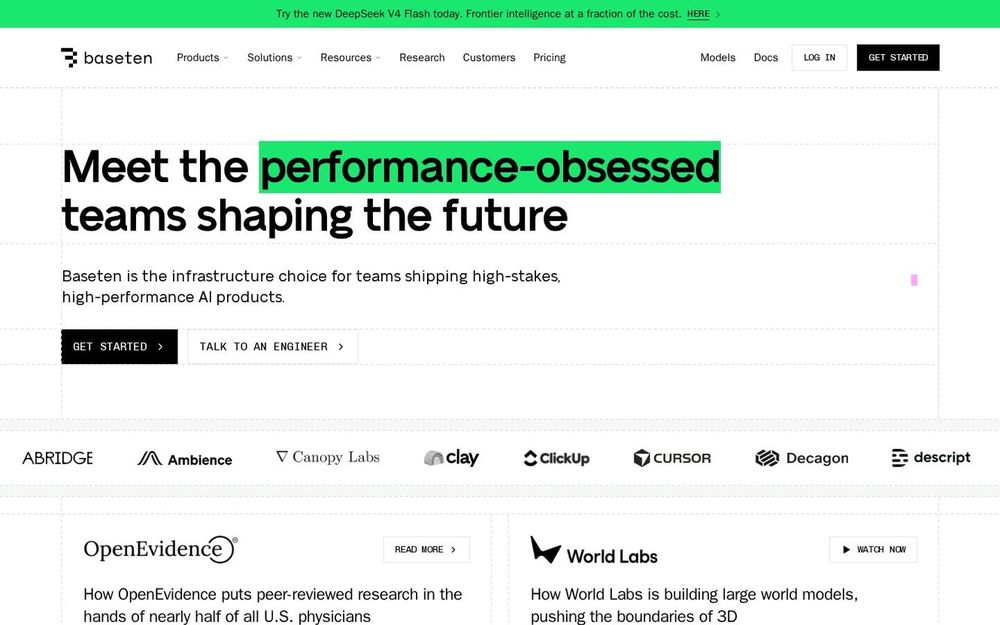 Try the new DeepSeek V4 Flash today. Frontier intelligence at a fraction of the cost. HERE
baseten Products Solutions Resources Research Customers Pricing Models Docs LOG IN GET STARTED
Meet the performance-obsessed
teams shaping the future
Baseten is the infrastructure choice for teams shipping high-stakes,
high-performance AI products.
GET STARTED TALK TO AN ENGINEER
ABRIDGE Ambience Canopy Labs clay ClickUp CURSOR Decagon descript
OpenEvidence® READ MORE
How OpenEvidence puts peer-reviewed research in the
hands of nearly half of all U.S. physicians
World Labs WATCH NOW
How World Labs is building large world models,
pushing the boundaries of 3D